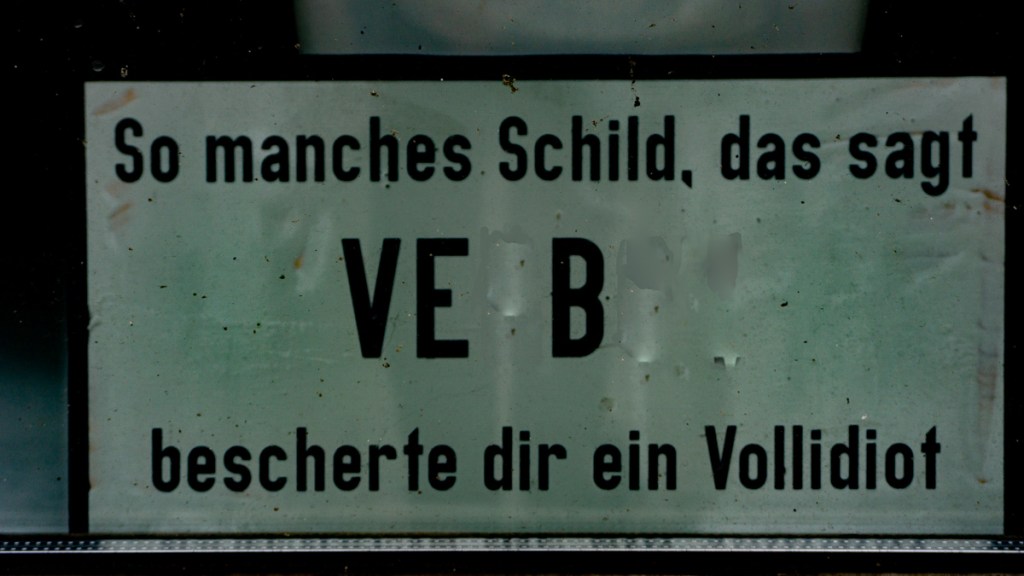 So manches Schild, das sagt
VE B
bescherte dir ein Vollidiot